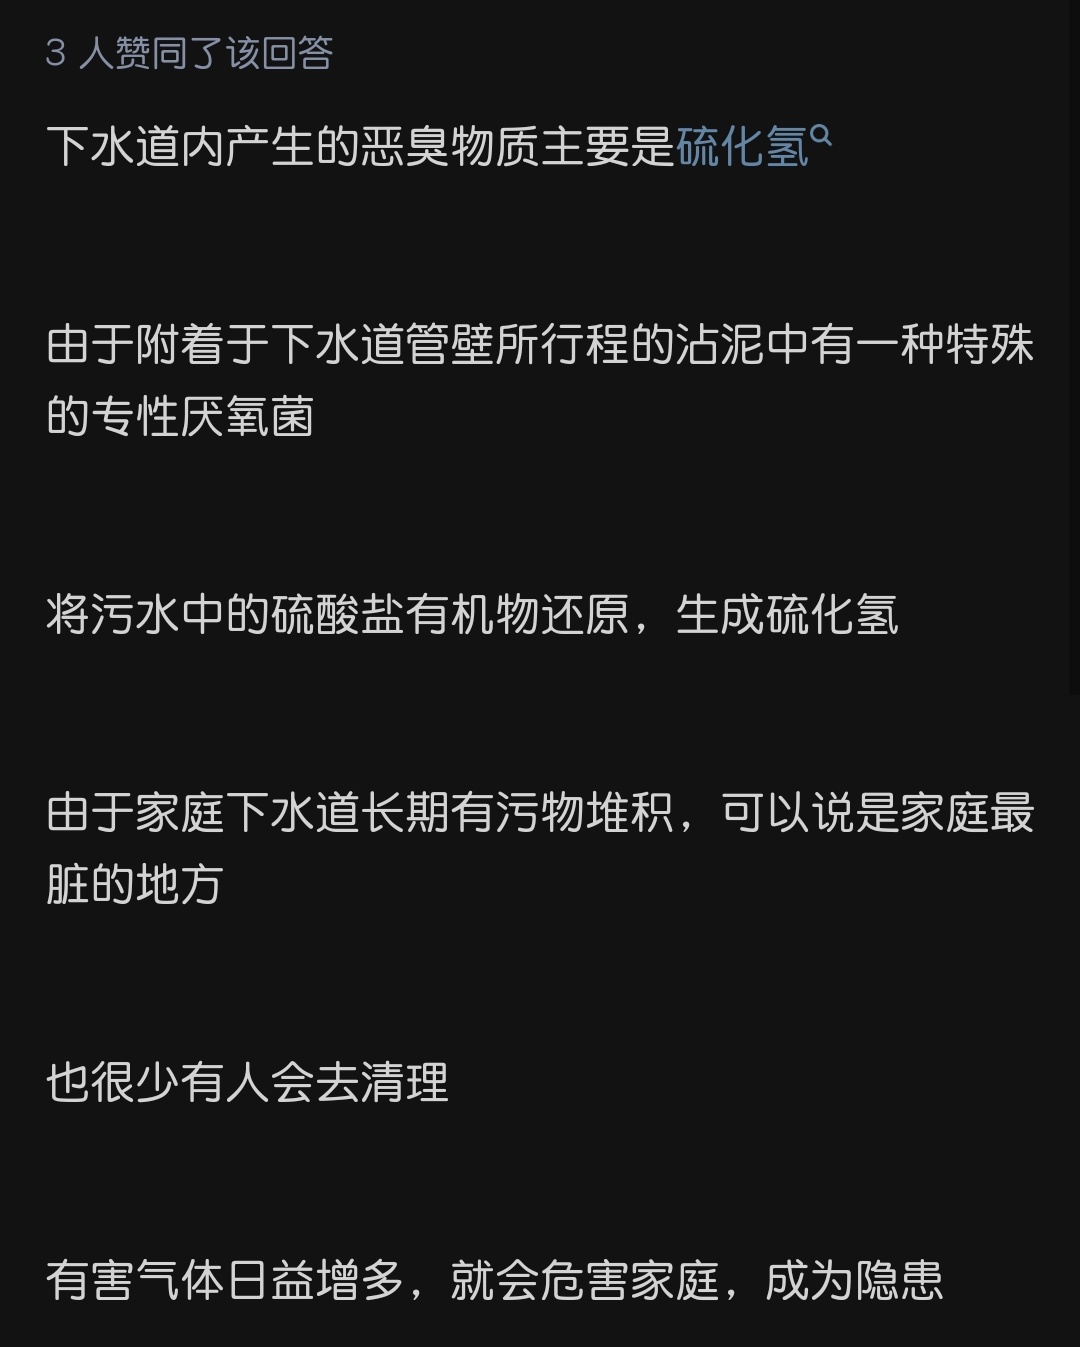 3 人赞同了该回答
下水道内产生的恶臭物质主要是硫化氢
由于附着于下水道管壁所行程的沾泥中有一种特殊
的专性厌氧菌
将污水中的硫酸盐有机物还原，生成硫化氢
由于家庭下水道长期有污物堆积，可以说是家庭最
脏的地方
也很少有人会去清理
有害气体日益增多，就会危害家庭，成为隐患